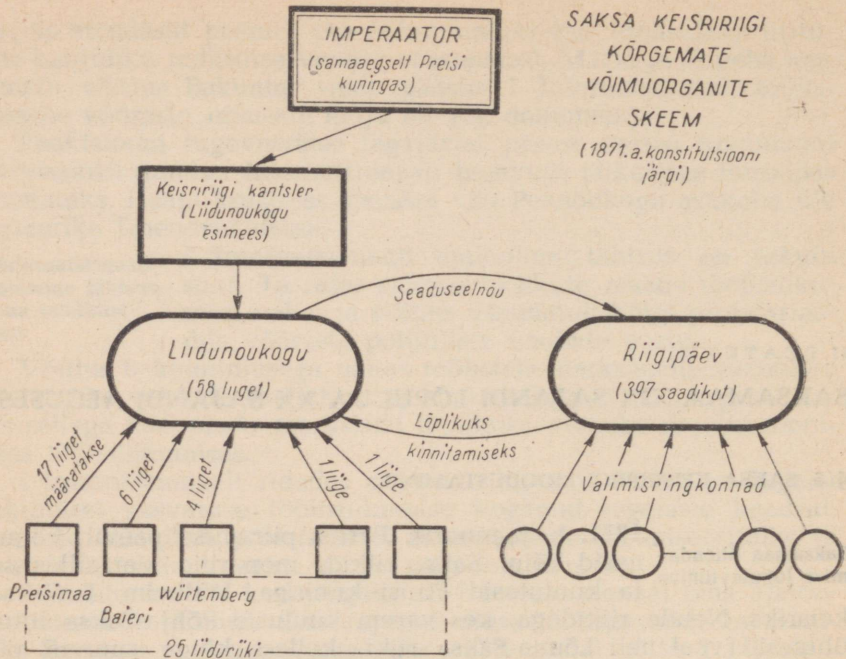 IMPERAATOR
(samaaegselt Preisi
kuningas)
SAKSA KEISRIRIIGI
KÕRGEMATE
VÕIMUORGANITE
SKEEM
(1871.a.konstitutsiooni
järgi)
Keisririigi kantsler
(Liidunoukogu
esimees)
Seaduseelnõu
Liidunoukogu
(58 liiget)
Riigipäev
(397 saadikut)
Lõplikuks
kinnitamiseks
17 liiget
määratakse
6 liiget
4 liiget
1 liige
1 liige
Valimisringkonnad
Preisimaa
Baieri
Würtemberg
25 liiduriiki